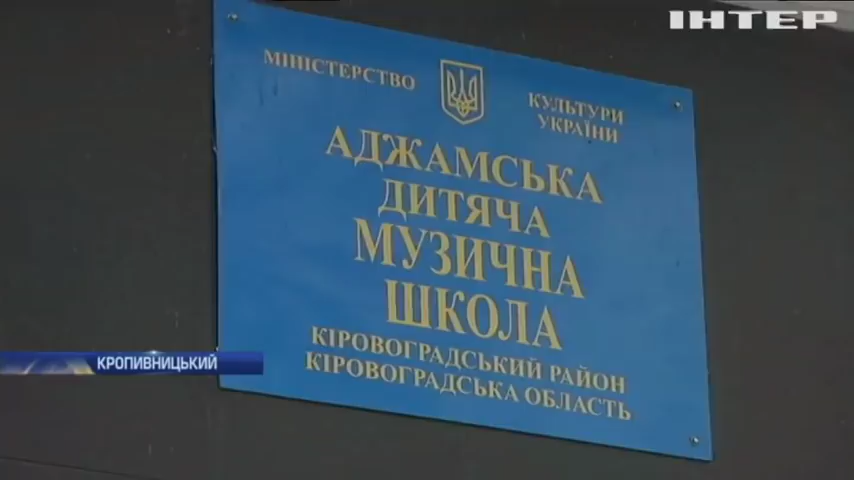 ІНТЕР
МІНІСТЕРСТВО КУЛЬТУРИ
УКРАЇНИ
АДЖАМСЬКА
ДИТЯЧА
МУЗИЧНА
ШКОЛА
КІРОВОГРАДСЬКИЙ РАЙОН
КІРОВОГРАДСЬКА ОБЛАСТЬ
КРОПИВНИЦЬКИЙ